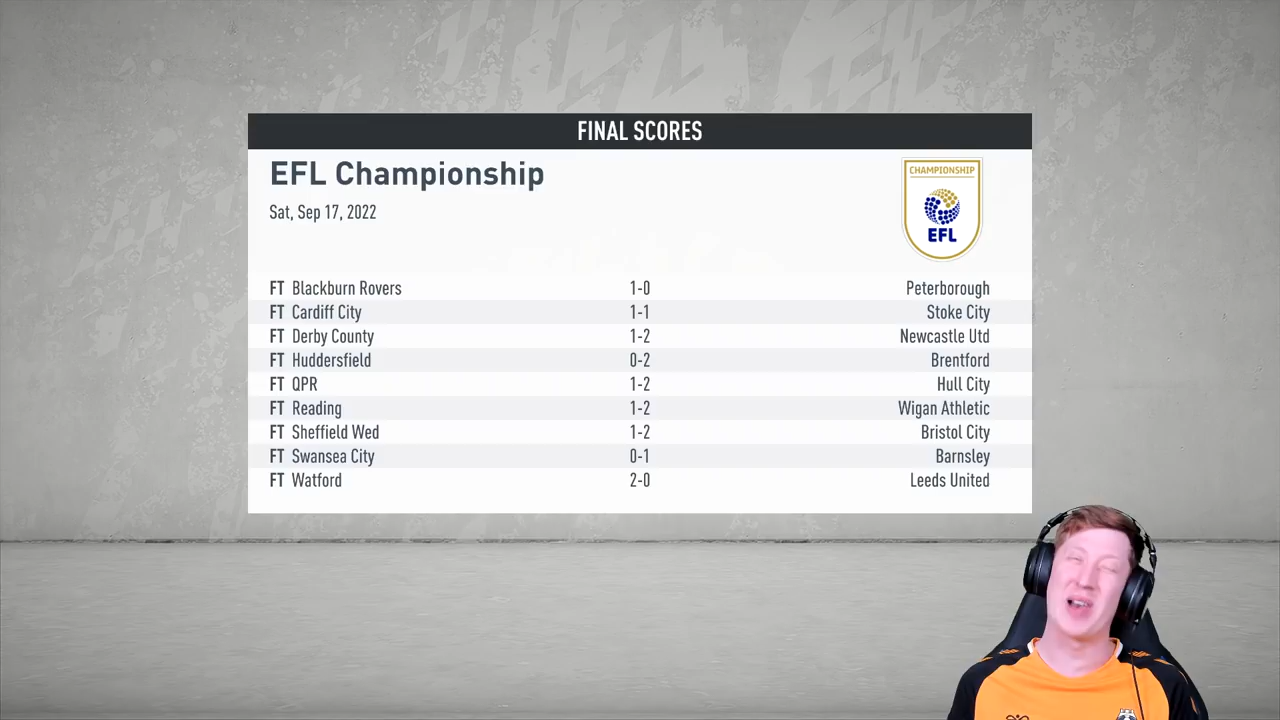 FINAL SCORES
EFL Championship
Sat, Sep 17, 2022
CHAMPIONSHIP
EFL
FT Blackburn Rovers 1-0 Peterborough
FT Cardiff City 1-1 Stoke City
FT Derby County 1-2 Newcastle Utd
FT Huddersfield 0-2 Brentford
FT QPR 1-2 Hull City
FT Reading 1-2 Wigan Athletic
FT Sheffield Wed 1-2 Bristol City
FT Swansea City 0-1 Barnsley
FT Watford 2-0 Leeds United